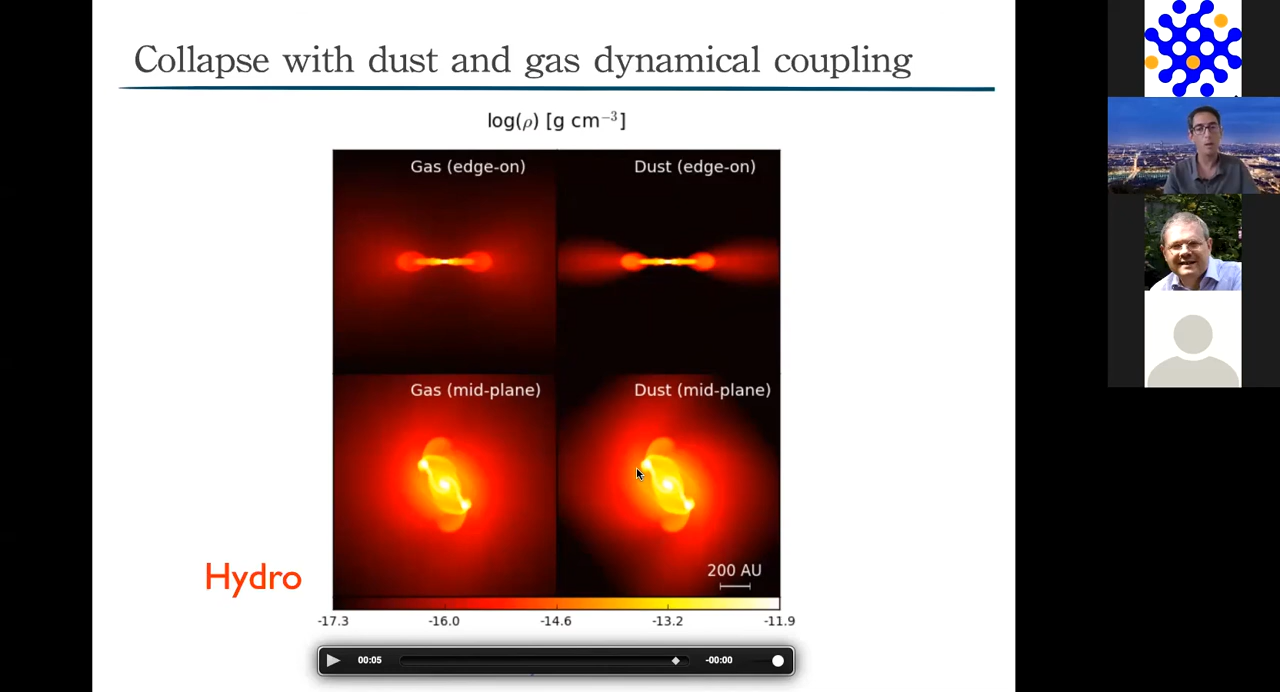 Collapse with dust and gas dynamical coupling
log(ρ) [g cm⁻³]
Gas (edge-on)
Dust (edge-on)
Gas (mid-plane)
Dust (mid-plane)
200 AU
Hydro
-17.3 -16.0 -14.6 -13.2 -11.9
00:05 -00:00